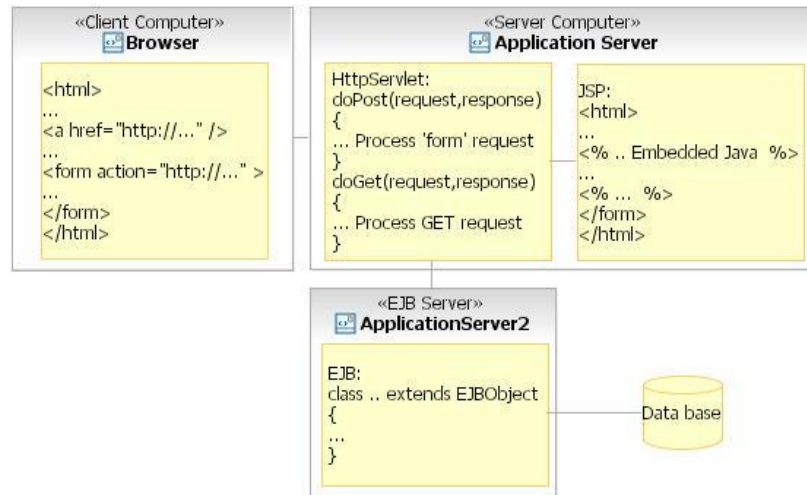 «Client Computer»
Browser
<html>
...
<a href="http://..." />
...
<form action="http://..." >
...
</form>
</html>
«Server Computer»
Application Server
HttpServlet:
doPost(request,response)
{
... Process 'form' request
}
doGet(request,response)
{
... Process GET request
}
JSP:
<html>
...
<% .. Embedded Java %>
...
<% ... %>
</form>
</html>
«EJB Server»
ApplicationServer2
EJB:
class .. extends EJBObject
{
...
}
Data base